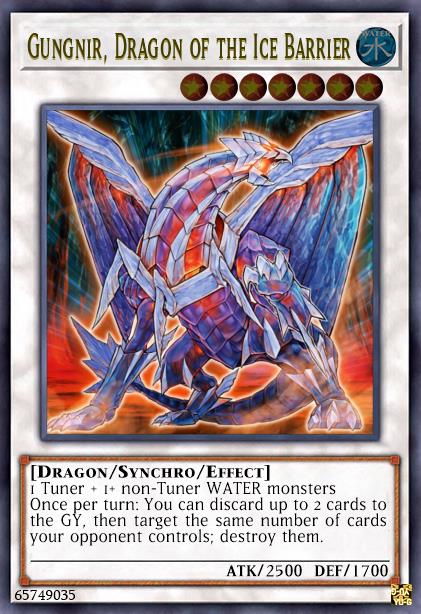 GUNGNIR, DRAGON OF THE ICE BARRIER
WATER
水
[DRAGON/SYNCHRO/EFFECT]
1 Tuner + 1+ non-Tuner WATER monsters
Once per turn: You can discard up to 2 cards to
the GY, then target the same number of cards
your opponent controls; destroy them.
ATK/2500 DEF/1700
65749035